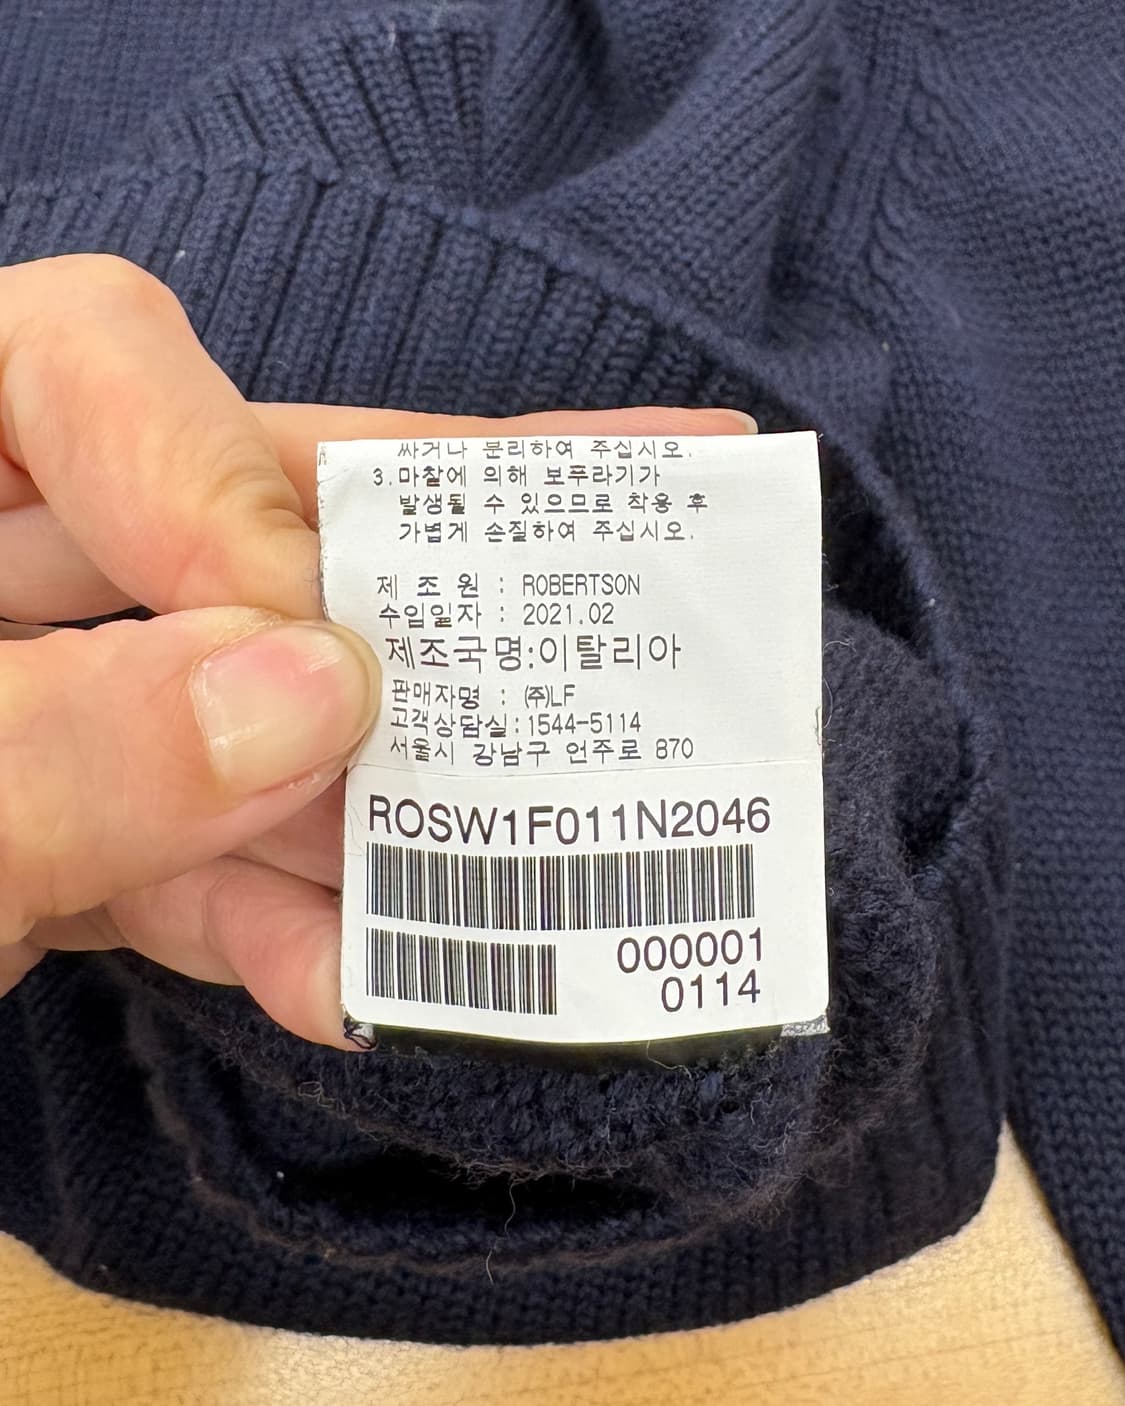 싸거나 분리하여 주십시오.
3.마찰에 의해 보푸라기가
발생될 수 있으므로 착용 후
가볍게 손질하여 주십시오.
제 조 원 : ROBERTSON
수입일자 : 2021.02
제조국명:이탈리아
판매자명 : ㈜LF
고객상담실:1544-5114
서울시 강남구 언주로 870
ROSW1F011N2046
000001
0114